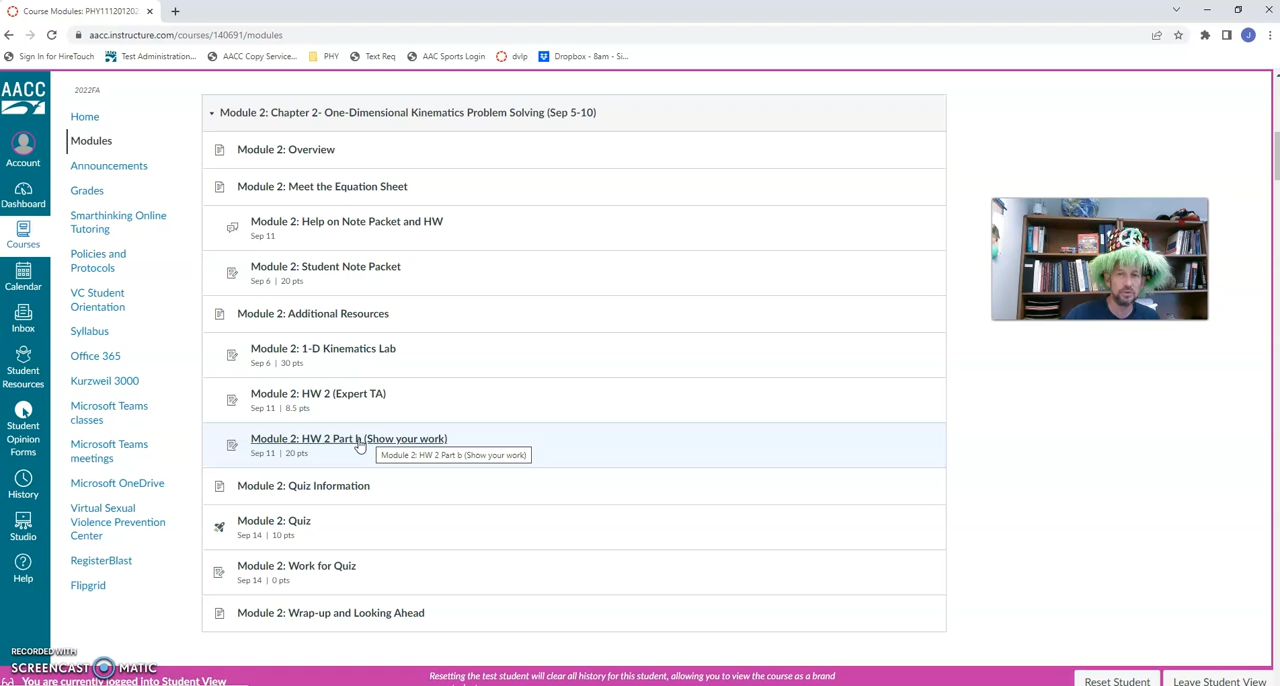 Course Modules: PHY111201202
aacc.instructure.com/courses/140691/modules
J
Sign In for HireTouch
Test Administration...
AACC Copy Service...
PHY
Text Req
AAC Sports Login
dvlp
Dropbox - 8am - Si...
AACC
Account
Dashboard
Courses
Calendar
Inbox
Student
Resources
Student
Opinion
Forms
History
Studio
Help
2022FA
Home
Modules
Announcements
Grades
Smarthinking Online
Tutoring
Policies and
Protocols
VC Student
Orientation
Syllabus
Office 365
Kurzweil 3000
Microsoft Teams
classes
Microsoft Teams
meetings
Microsoft OneDrive
Virtual Sexual
Violence Prevention
Center
RegisterBlast
Flipgrid
Module 2: Chapter 2- One-Dimensional Kinematics Problem Solving (Sep 5-10)
Module 2: Overview
Module 2: Meet the Equation Sheet
Module 2: Help on Note Packet and HW
Sep 11
Module 2: Student Note Packet
Sep 6 | 20 pts
Module 2: Additional Resources
Module 2: 1-D Kinematics Lab
Sep 6 | 30 pts
Module 2: HW 2 (Expert TA)
Sep 11 | 8.5 pts
Module 2: HW 2 Part b (Show your work)
Sep 11 | 20 pts
Module 2: HW 2 Part b (Show your work)
Module 2: Quiz Information
Module 2: Quiz
Sep 14 | 10 pts
Module 2: Work for Quiz
Sep 14 | 0 pts
Module 2: Wrap-up and Looking Ahead
RECORDED WITH
SCREENCAST MATIC
You are currently logged into Student View
Resetting the test student will clear all history for this student, allowing you to view the course as a brand
Reset Student
Leave Student View